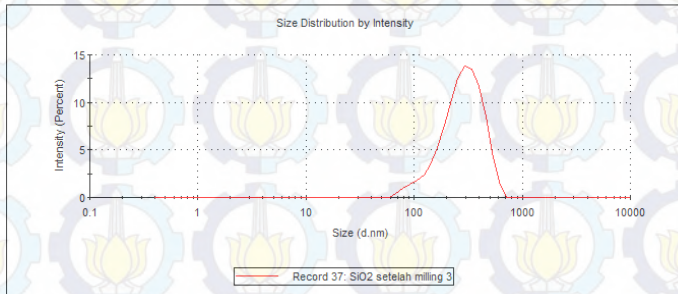 Size Distribution by Intensity
Intensity (Percent)
15
10
5
0
0.1 1 10 100 1000 10000
Size (d.nm)
Record 37: SiO2 setelah milling 3